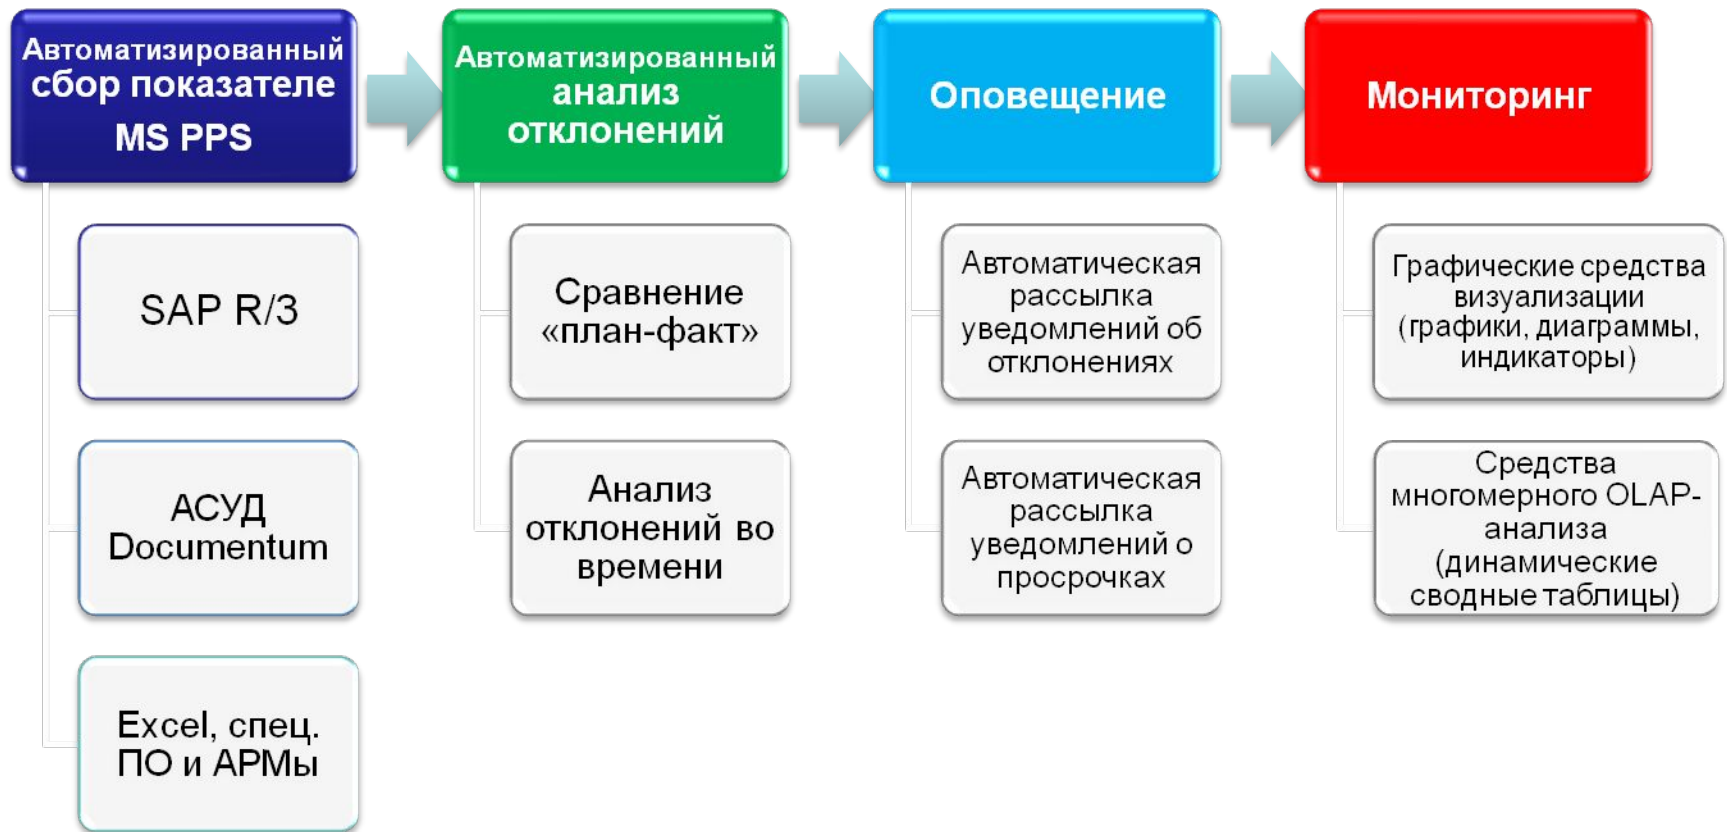 Автоматизированный
сбор показателе
MS PPS
SAP R/3
АСУД
Documentum
Excel, спец.
ПО и АРМы
Автоматизированный
анализ
отклонений
Сравнение
«план-факт»
Анализ
отклонений во
времени
Оповещение
Автоматическая
рассылка
уведомлений об
отклонениях
Автоматическая
рассылка
уведомлений о
просрочках
Мониторинг
Графические средства
визуализации
(графики, диаграммы,
индикаторы)
Средства
многомерного OLAP-
анализа
(динамические
сводные таблицы)